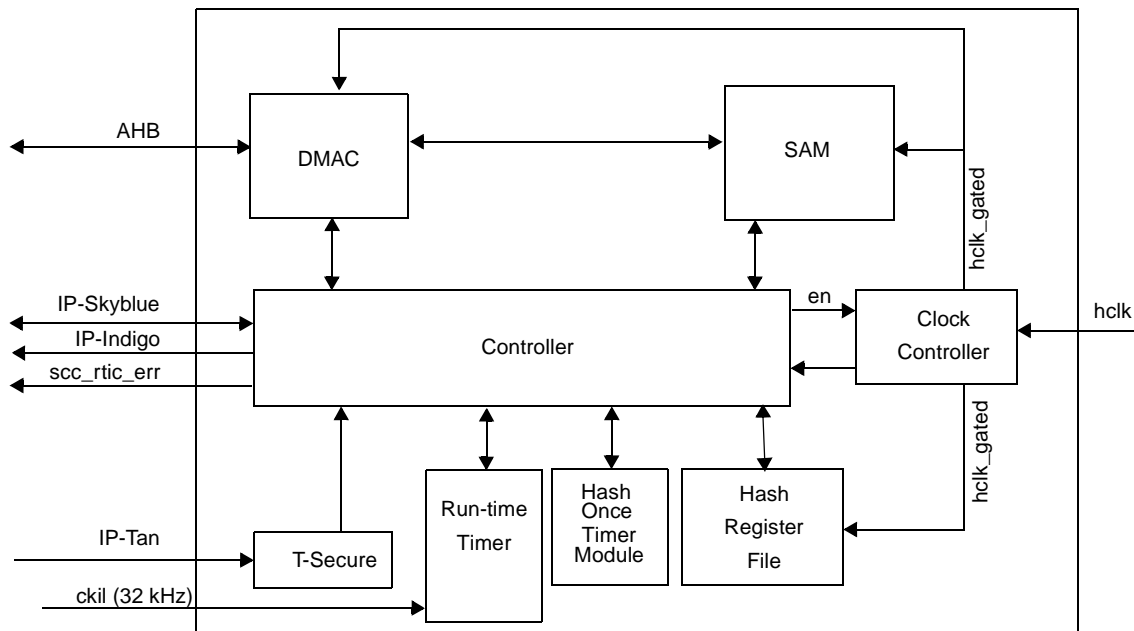 AHB
DMAC
SAM
hclk_gated
IP-Skyblue
IP-Indigo
scc_rtic_err
Controller
en
Clock
Controller
hclk
hclk_gated
IP-Tan
T-Secure
ckil (32 kHz)
Run-time
Timer
Hash
Once
Timer
Module
Hash
Register
File